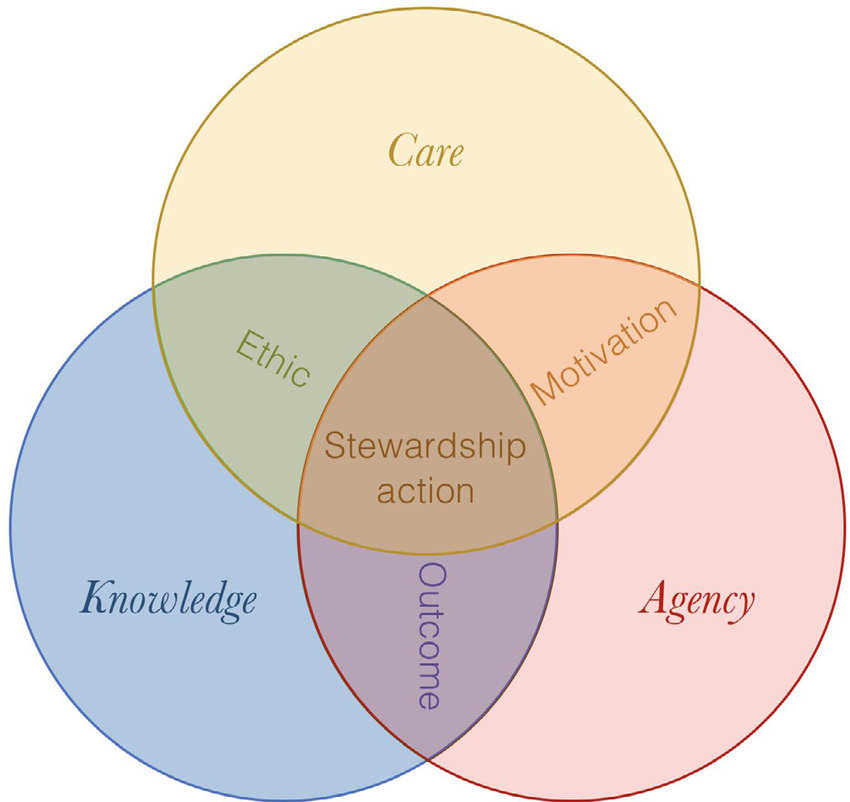 Care
Ethic
Motivation
Stewardship
action
Knowledge
Outcome
Agency